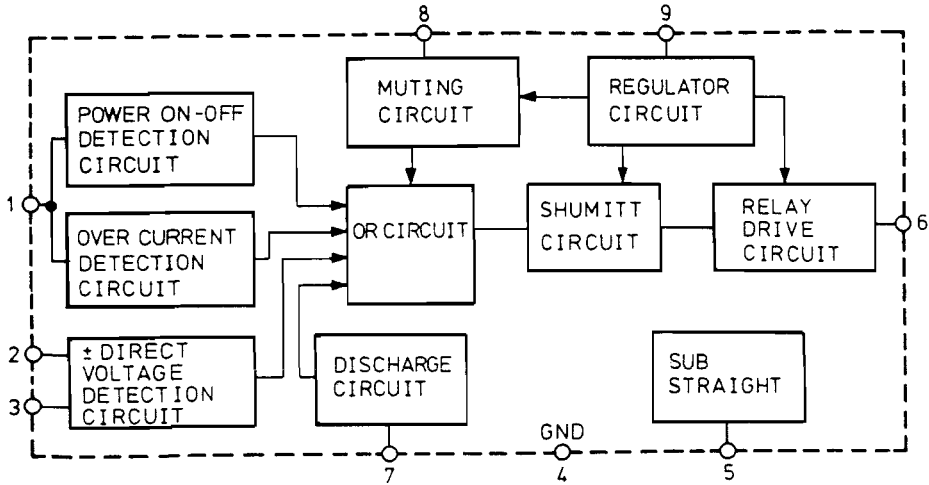 8
9
MUTING
CIRCUIT
REGULATOR
CIRCUIT
POWER ON-OFF
DETECTION
CIRCUIT
1
OVER CURRENT
DETECTION
CIRCUIT
OR CIRCUIT
SHUMITT
CIRCUIT
RELAY
DRIVE
CIRCUIT
6
2
3
± DIRECT
VOLTAGE
DETECTION
CIRCUIT
DISCHARGE
CIRCUIT
SUB
STRAIGHT
7
GND
4
5